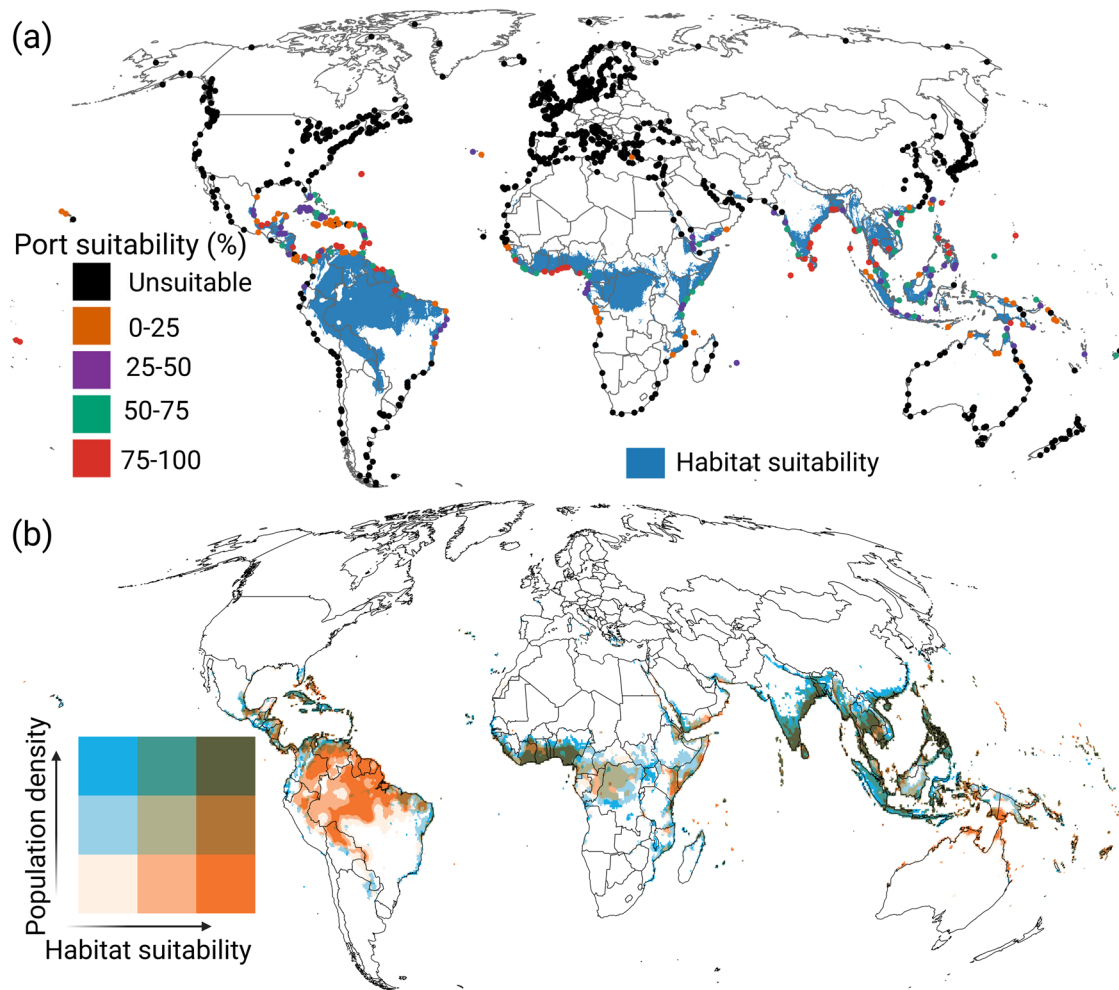 (a)
Port suitability (%)
Unsuitable
0-25
25-50
50-75
75-100
Habitat suitability
(b)
Population density
Habitat suitability